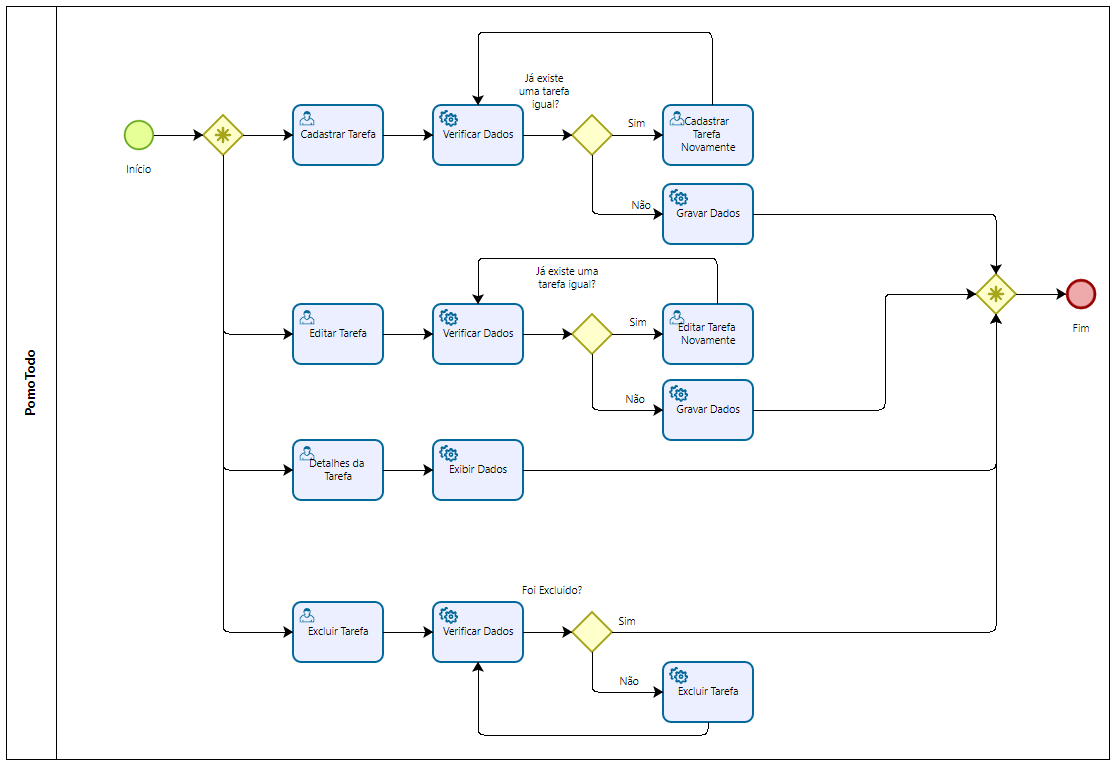 PomoTodo
Início
Cadastrar Tarefa
Verificar Dados
Já existe
uma tarefa
igual?
Sim
Cadastrar
Tarefa
Novamente
Não
Gravar Dados
Editar Tarefa
Verificar Dados
Já existe uma
tarefa igual?
Sim
Editar Tarefa
Novamente
Não
Gravar Dados
Fim
Detalhes da
Tarefa
Exibir Dados
Excluir Tarefa
Verificar Dados
Foi Excluido?
Sim
Não
Excluir Tarefa